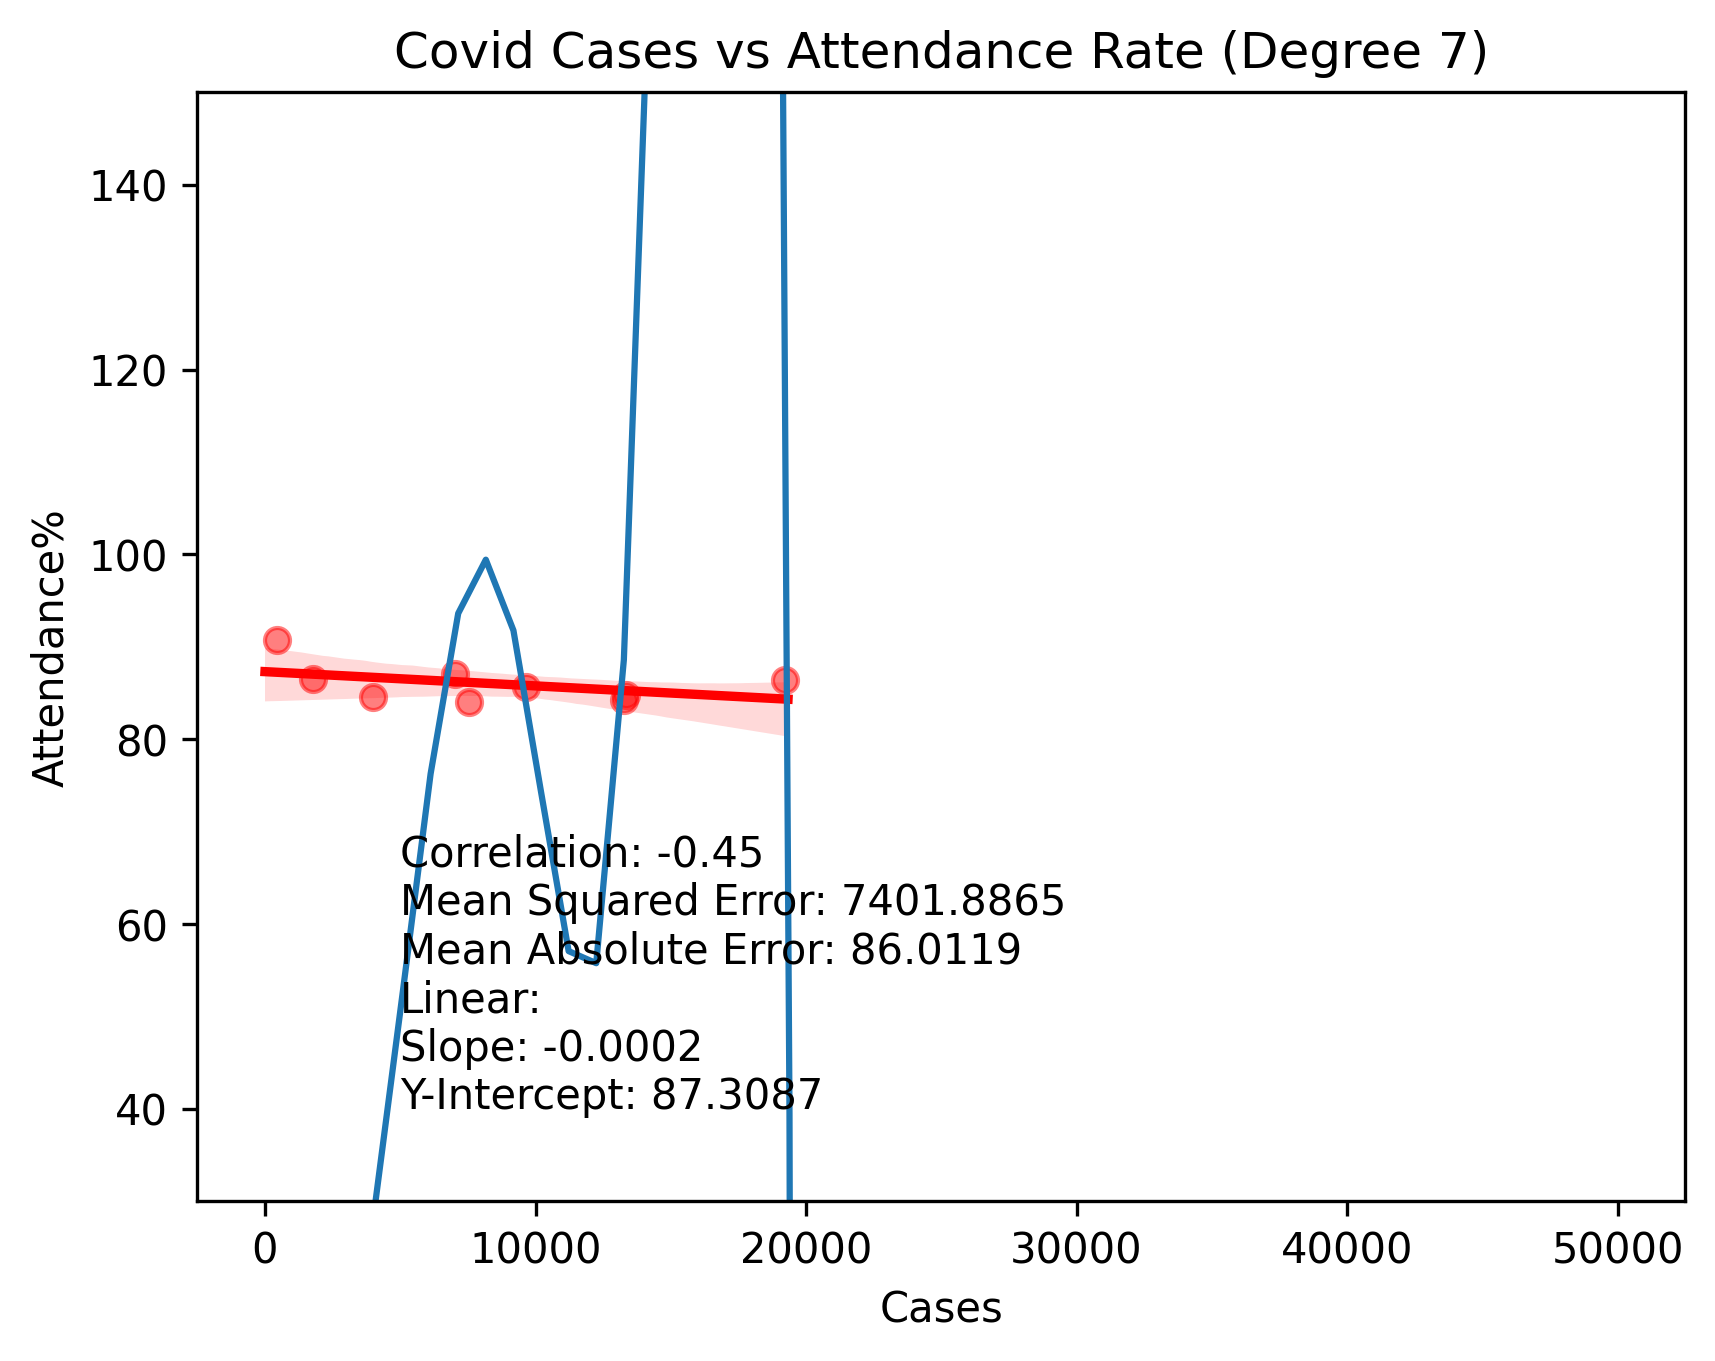 Covid Cases vs Attendance Rate (Degree 7)
140
120
100
80
60
40
Attendance%
Correlation: -0.45
Mean Squared Error: 7401.8865
Mean Absolute Error: 86.0119
Linear:
Slope: -0.0002
Y-Intercept: 87.3087
0 10000 20000 30000 40000 50000
Cases